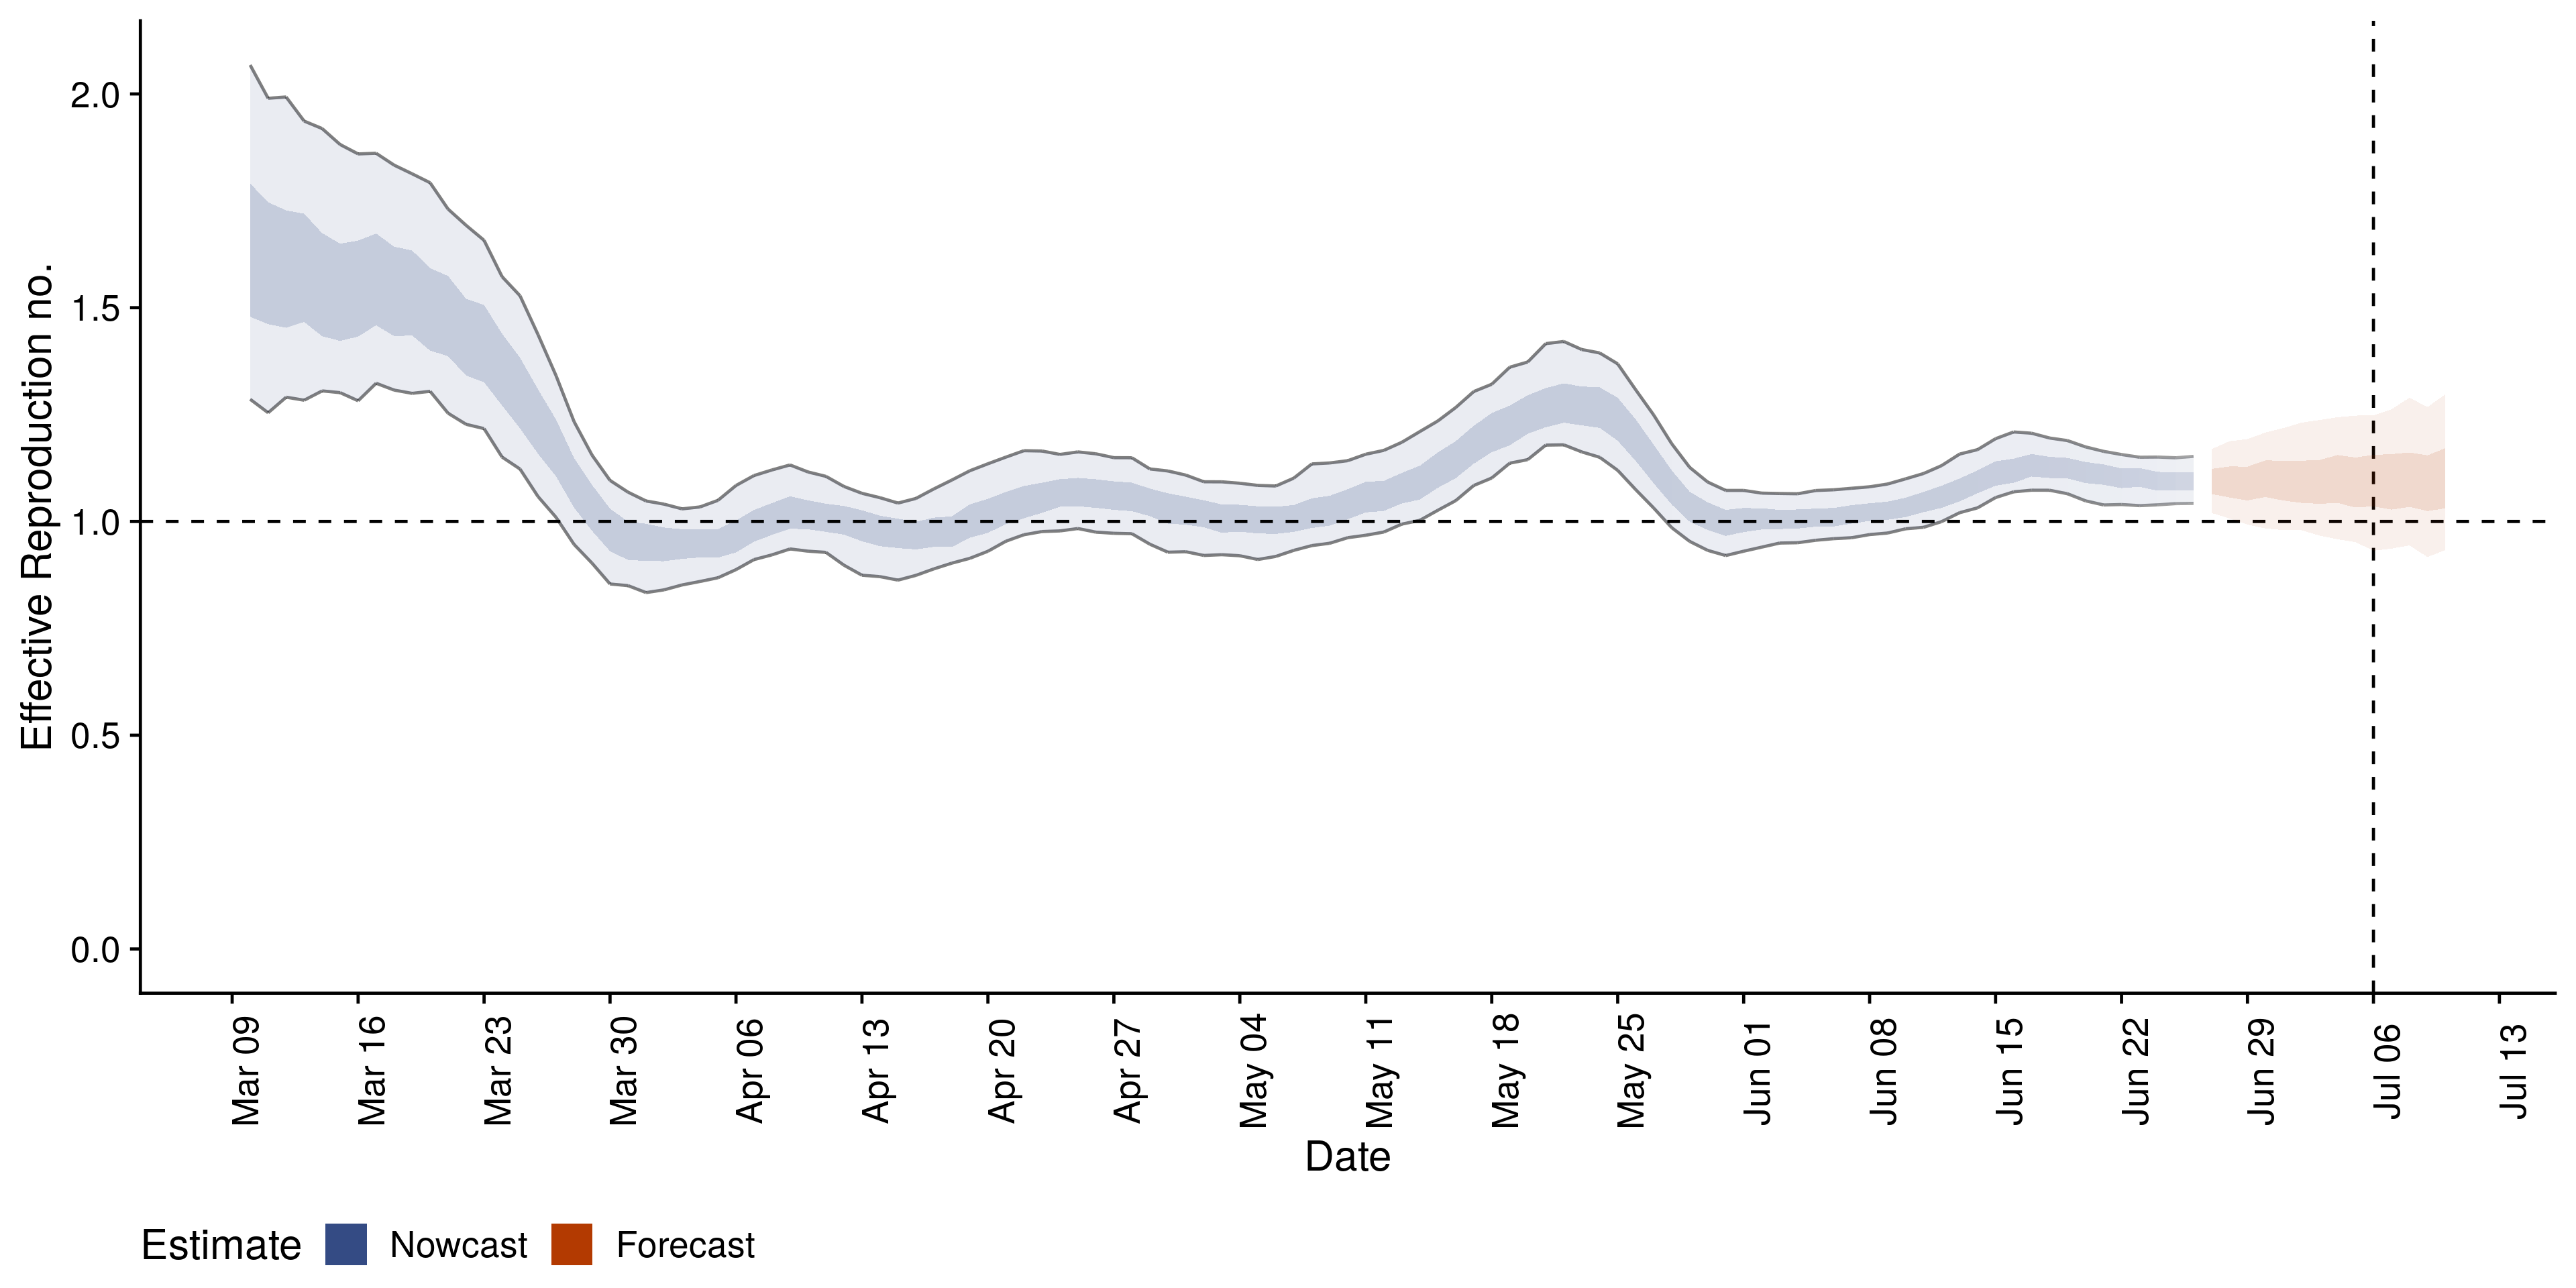 Effective Reproduction no.
2.0
1.5
1.0
0.5
0.0
Mar 09
Mar 16
Mar 23
Mar 30
Apr 06
Apr 13
Apr 20
Apr 27
May 04
May 11
May 18
May 25
Jun 01
Jun 08
Jun 15
Jun 22
Jun 29
Jul 06
Jul 13
Date
Estimate Nowcast Forecast